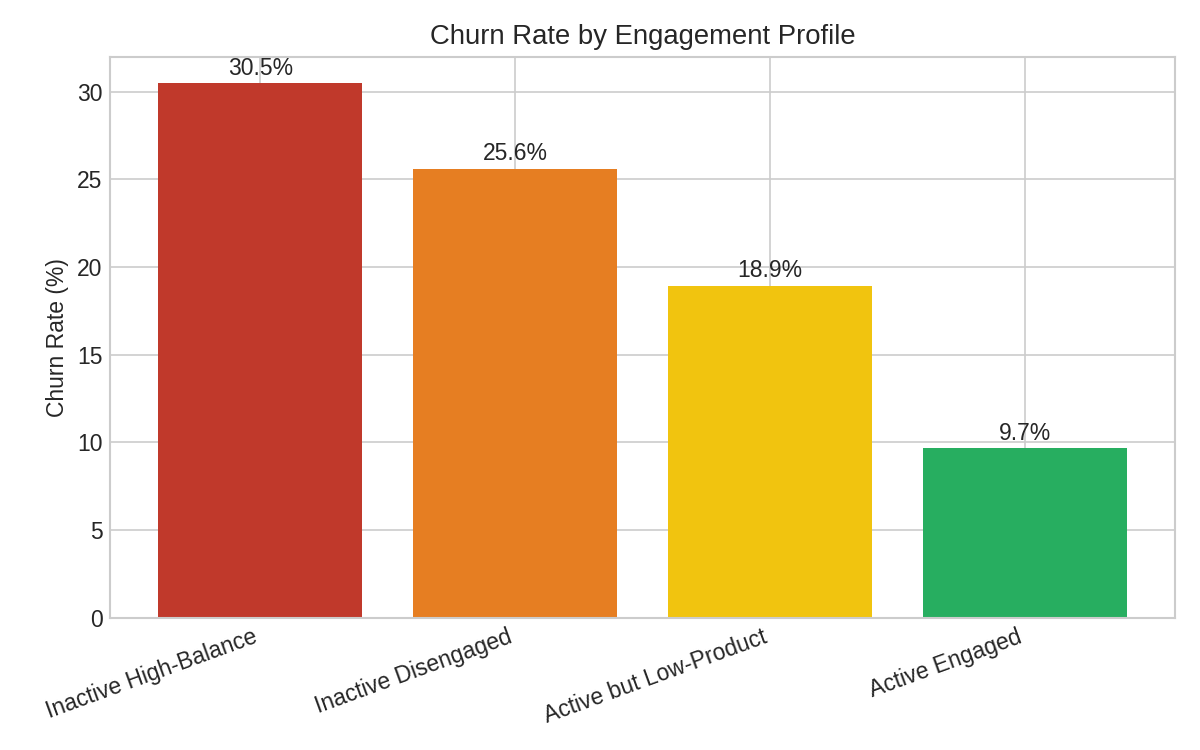 Churn Rate by Engagement Profile
Churn Rate (%)
30
25
20
15
10
5
0
30.5%
25.6%
18.9%
9.7%
Inactive High-Balance
Inactive Disengaged
Active but Low-Product
Active Engaged